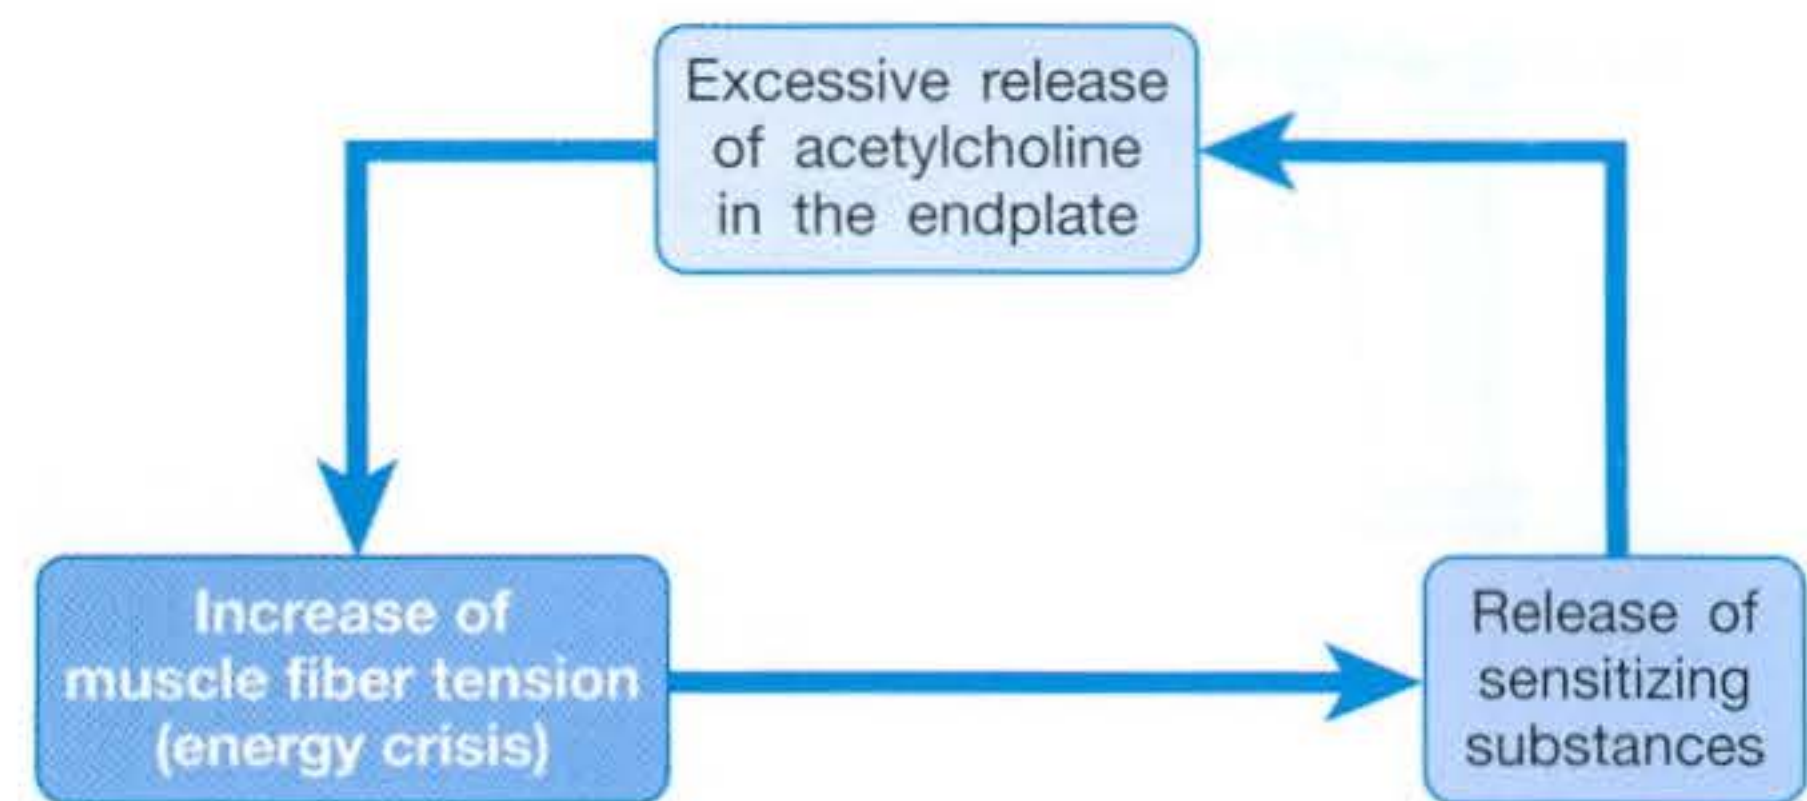 Excessive release
of acetylcholine
in the endplate
Increase of
muscle fiber tension
(energy crisis)
Release of
sensitizing
substances